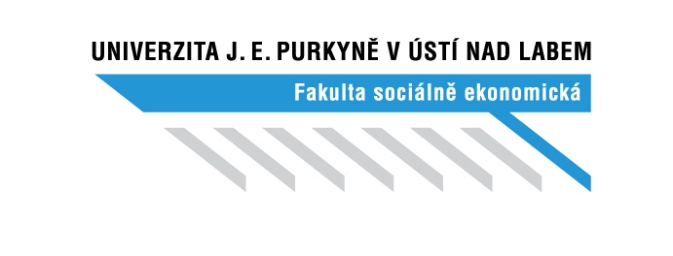 UNIVERZITA J. E. PURKYNĚ V ÚSTÍ NAD LABEM
Fakulta sociálně ekonomická